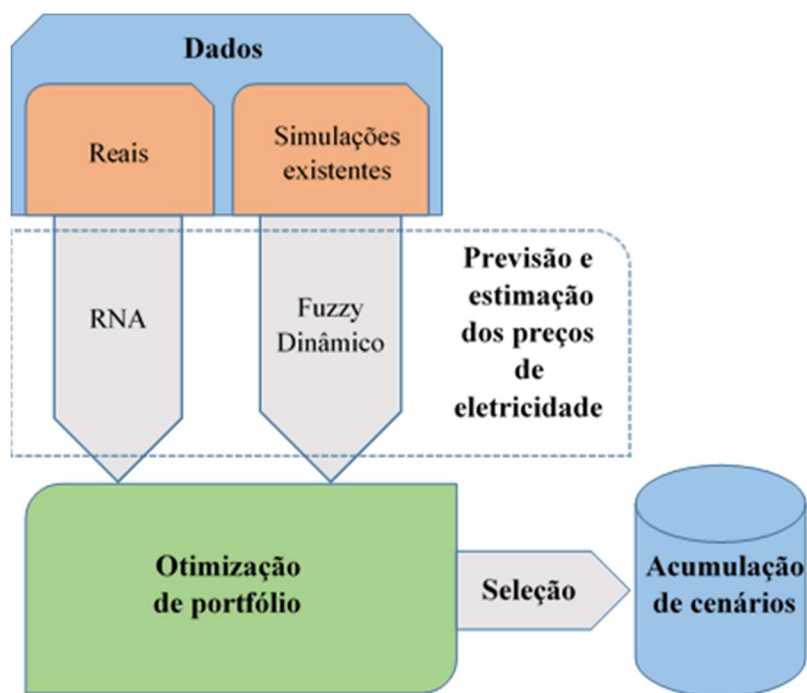 Dados
Reais
Simulações
existentes
RNA
Fuzzy
Dinâmico
Previsão e
estimação
dos preços
de
eletricidade
Otimização
de portfólio
Seleção
Acumulação
de cenários